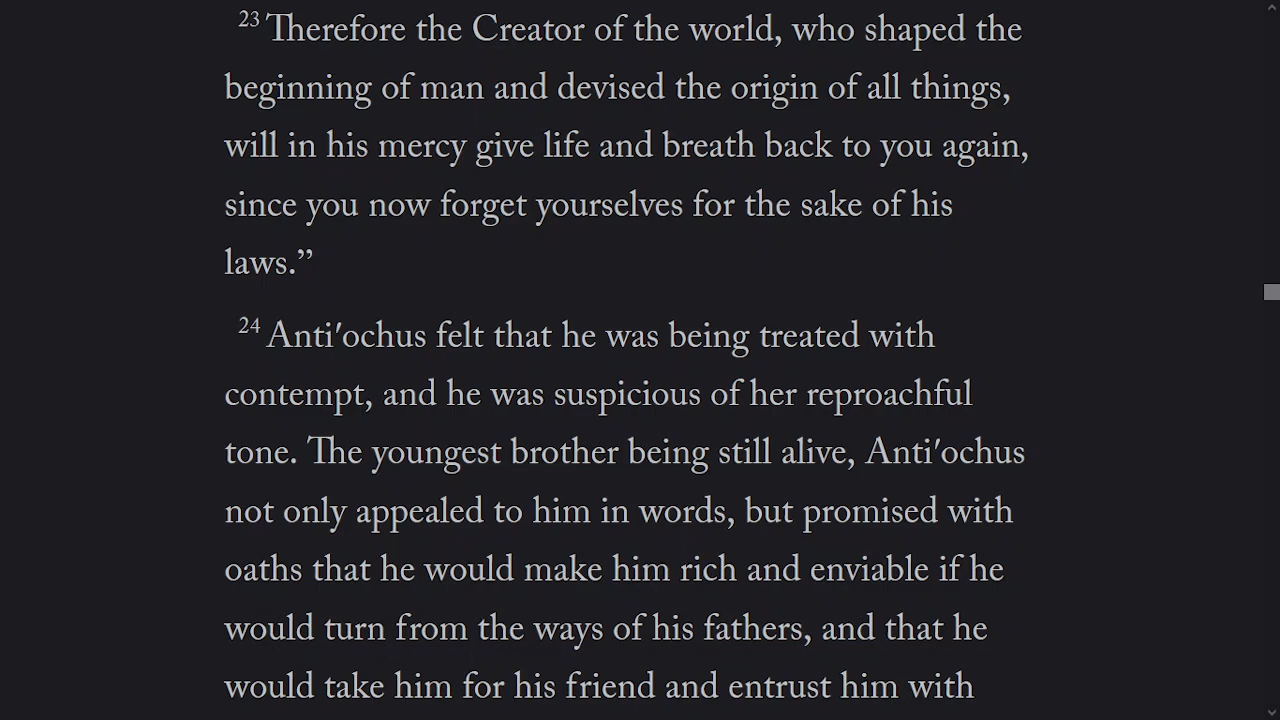 23 Therefore the Creator of the world, who shaped the
beginning of man and devised the origin of all things,
will in his mercy give life and breath back to you again,
since you now forget yourselves for the sake of his
laws.”
24 Anti′ochus felt that he was being treated with
contempt, and he was suspicious of her reproachful
tone. The youngest brother being still alive, Anti′ochus
not only appealed to him in words, but promised with
oaths that he would make him rich and enviable if he
would turn from the ways of his fathers, and that he
would take him for his friend and entrust him with